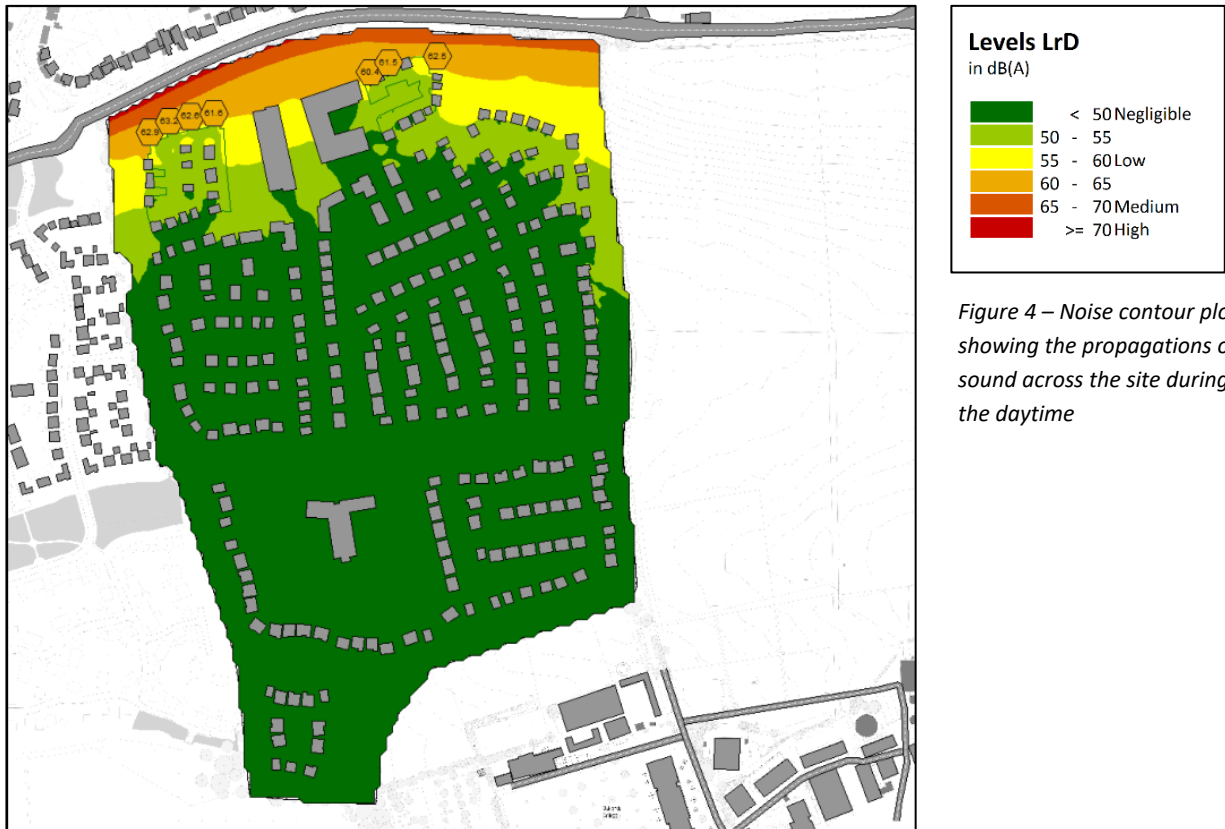 62.9
63.2
62.6
61.6
60.4
61.5
62.5
Levels LrD
in dB(A)
< 50 Negligible
50 - 55
55 - 60 Low
60 - 65
65 - 70 Medium
>= 70 High
Figure 4 – Noise contour plo
showing the propagations o
sound across the site during
the daytime